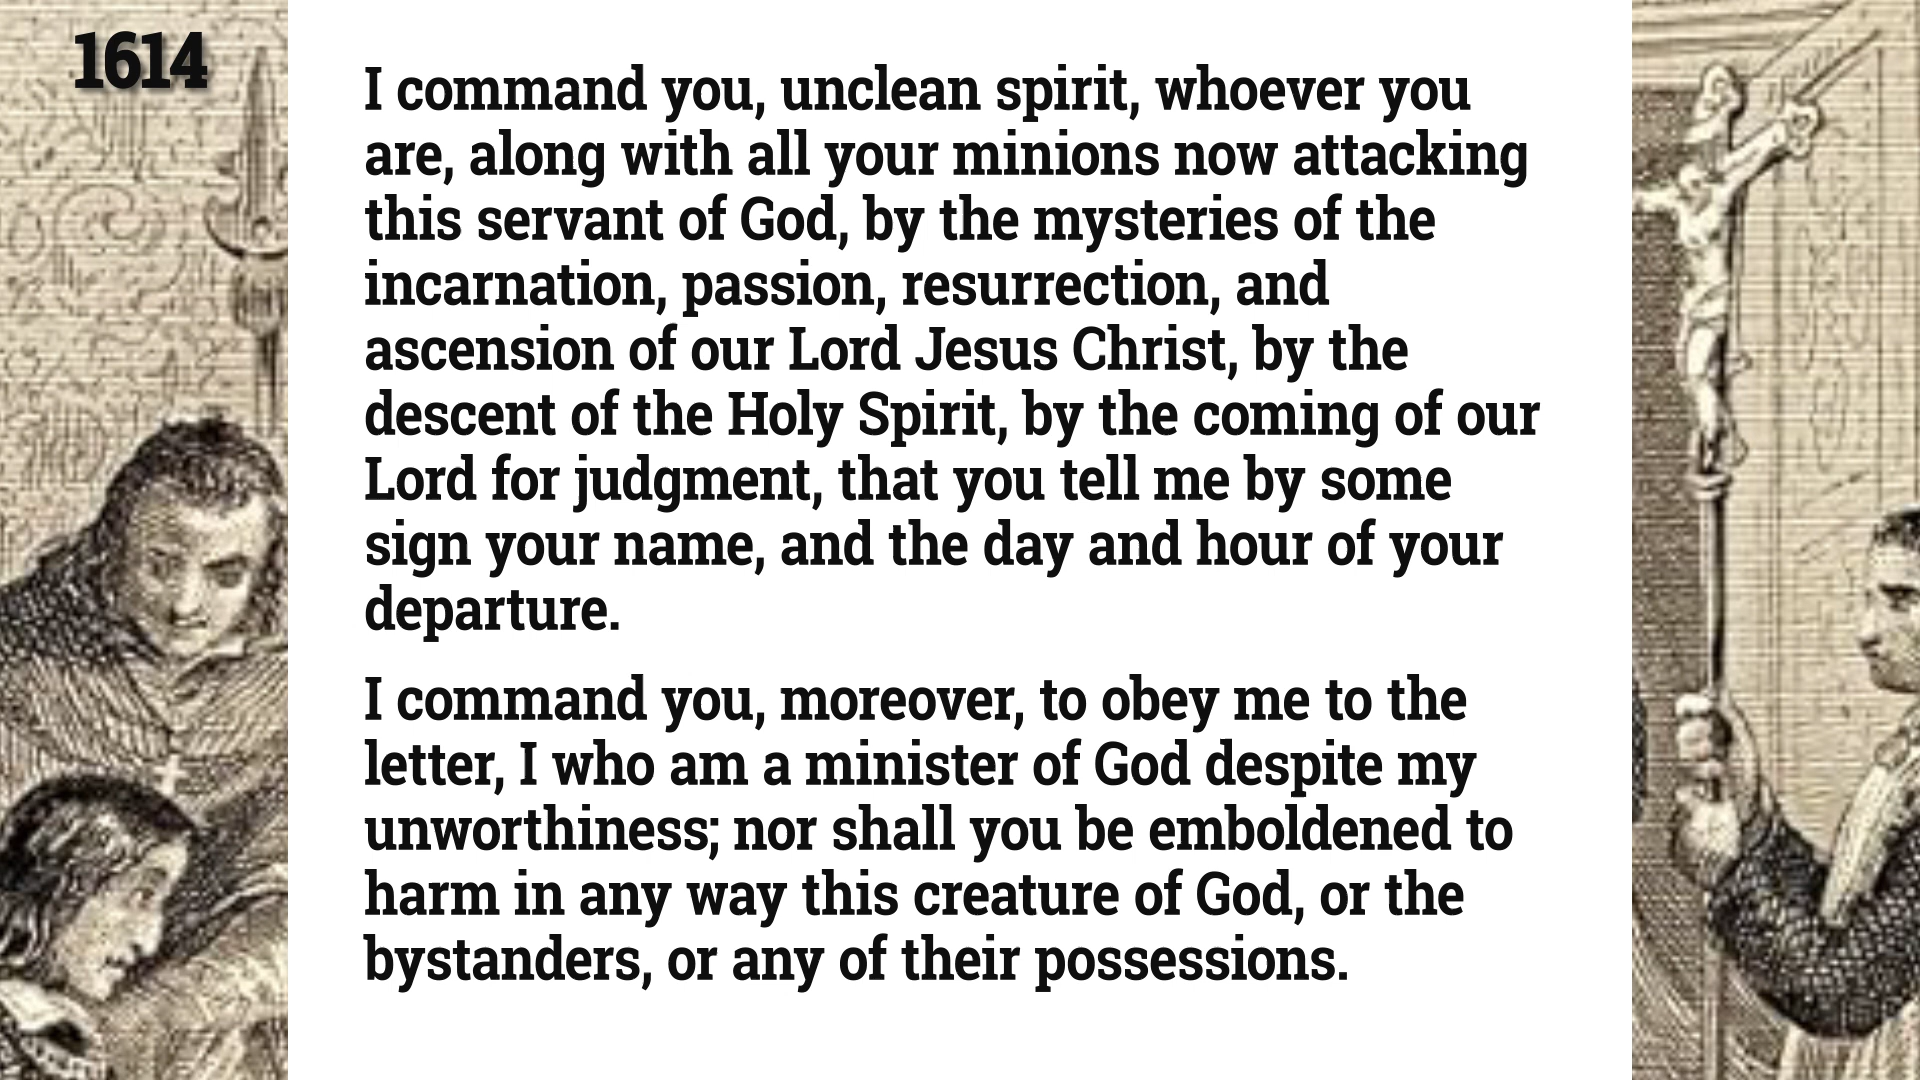 1614
I command you, unclean spirit, whoever you
are, along with all your minions now attacking
this servant of God, by the mysteries of the
incarnation, passion, resurrection, and
ascension of our Lord Jesus Christ, by the
descent of the Holy Spirit, by the coming of our
Lord for judgment, that you tell me by some
sign your name, and the day and hour of your
departure.
I command you, moreover, to obey me to the
letter, I who am a minister of God despite my
unworthiness; nor shall you be emboldened to
harm in any way this creature of God, or the
bystanders, or any of their possessions.